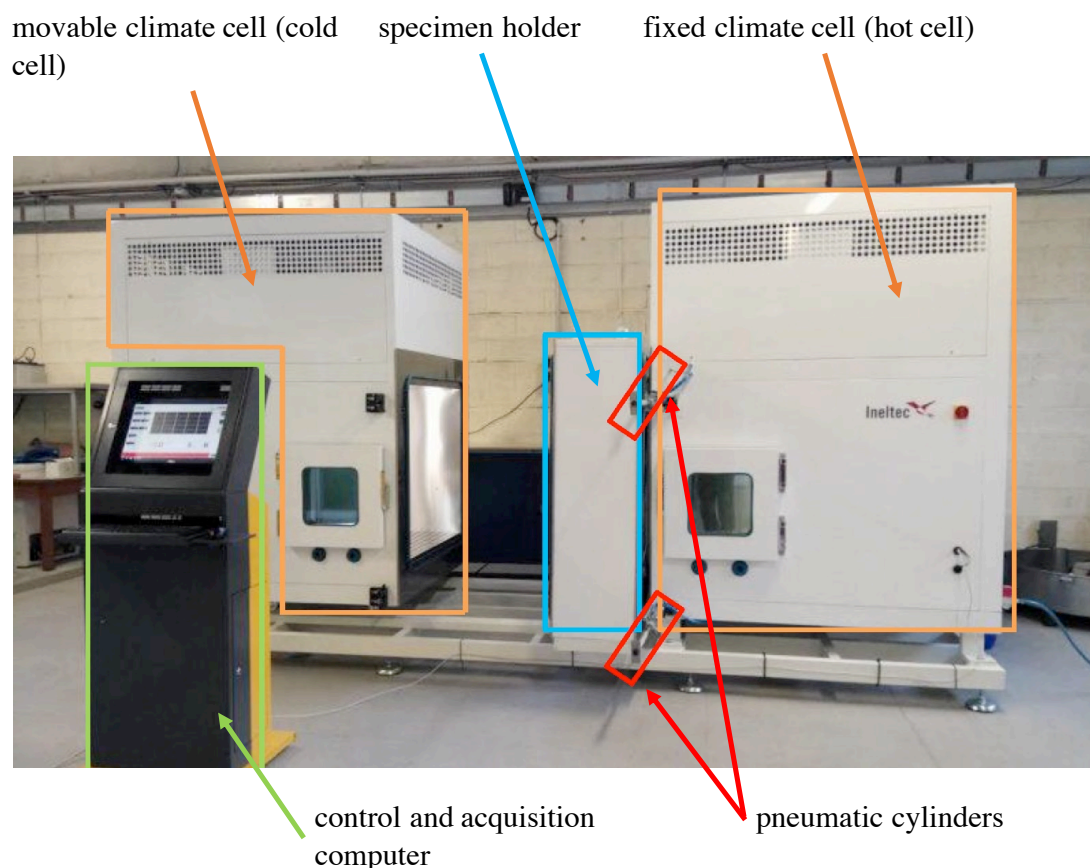 movable climate cell (cold
cell)
specimen holder
fixed climate cell (hot cell)
Ineltec
control and acquisition
computer
pneumatic cylinders